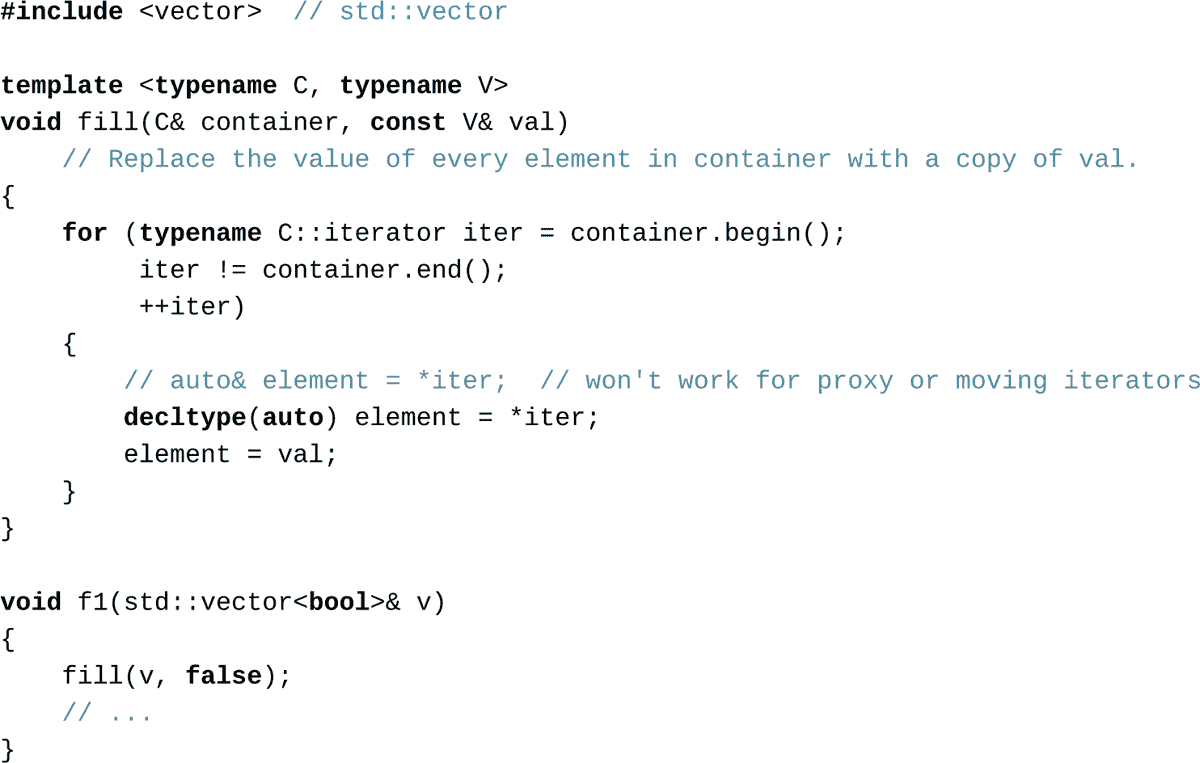 #include <vector>  // std::vector

template <typename C, typename V>
void fill(C& container, const V& val)
    // Replace the value of every element in container with a copy of val.
{
    for (typename C::iterator iter = container.begin();
         iter != container.end();
         ++iter)
    {
        // auto& element = *iter;  // won't work for proxy or moving iterators
        decltype(auto) element = *iter;
        element = val;
    }
}

void f1(std::vector<bool>& v)
{
    fill(v, false);
    // ...
}